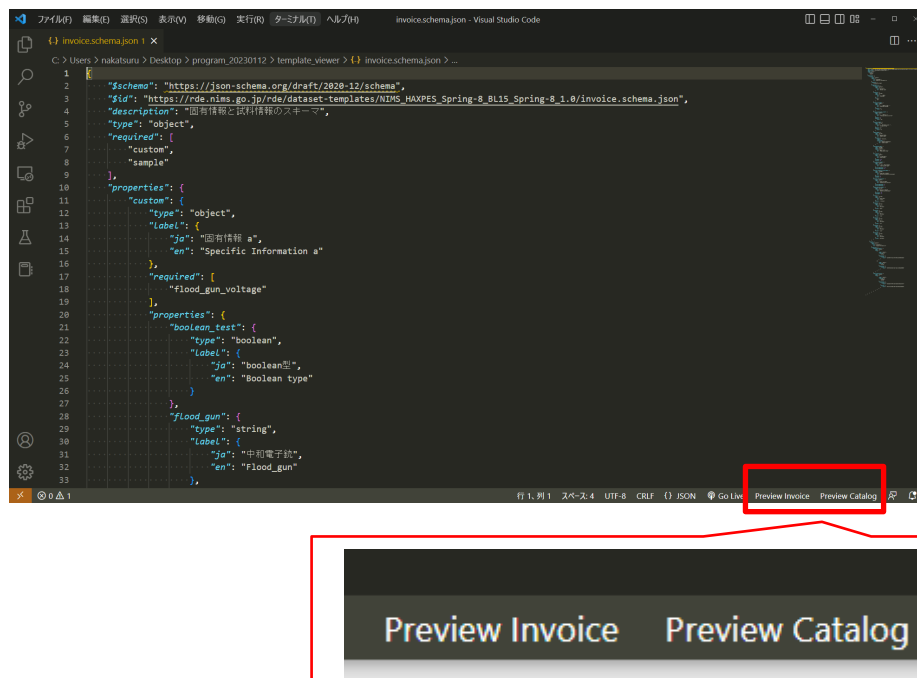 ファイル(F) 編集(E) 選択(S) 表示(V) 移動(G) 実行(R) ターミナル(T) ヘルプ(H) invoice.schema.json - Visual Studio Code
{.} invoice.schema.json 1 ×
C: > Users > nakatsuru > Desktop > program_20230112 > template_viewer > {.} invoice.schema.json > ...
1 {
2 "$schema": "https://json-schema.org/draft/2020-12/schema",
3 "$id": "https://rde.nims.go.jp/rde/dataset-templates/NIMS_HAXPES_Spring-8_BL15_Spring-8_1.0/invoice.schema.json",
4 "description": "固有情報と試料情報のスキーマ",
5 "type": "object",
6 "required": [
7 "custom",
8 "sample"
9 ],
10 "properties": {
11 "custom": {
12 "type": "object",
13 "label": {
14 "ja": "固有情報 a",
15 "en": "Specific Information a"
16 },
17 "required": [
18 "flood_gun_voltage"
19 ],
20 "properties": {
21 "boolean_test": {
22 "type": "boolean",
23 "label": {
24 "ja": "boolean型",
25 "en": "Boolean type"
26 }
27 },
28 "flood_gun": {
29 "type": "string",
30 "label": {
31 "ja": "中和電子銃",
32 "en": "Flood_gun"
33 },
0 1 行 1、列 1 スペース: 4 UTF-8 CRLF {} JSON Go Live Preview Invoice Preview Catalog
Preview Invoice Preview Catalog